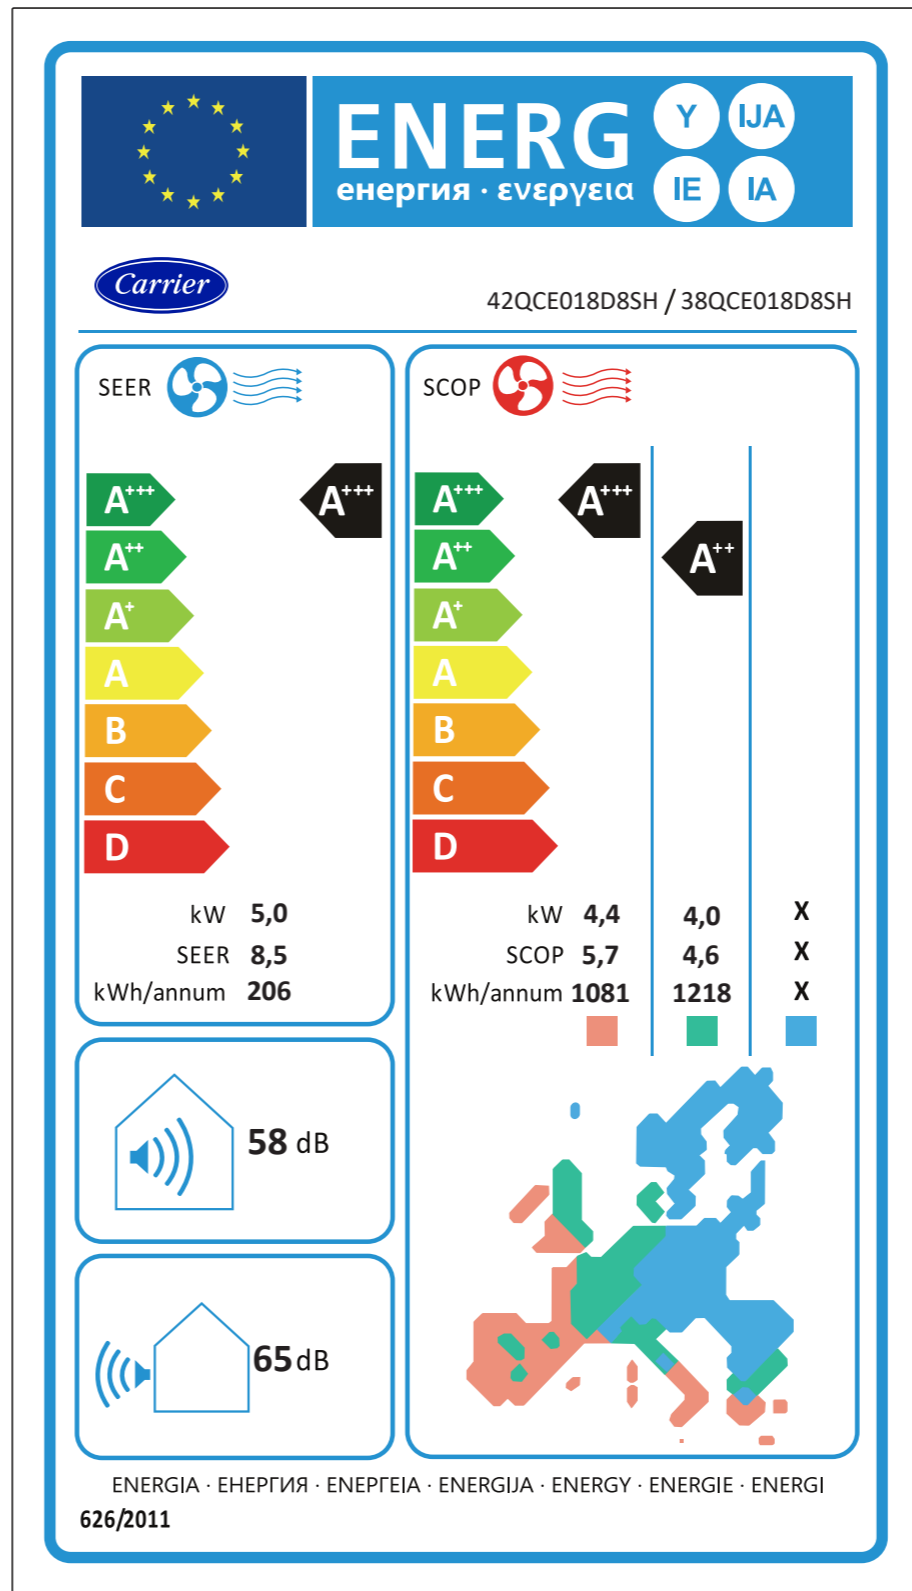 ENERG Y IJA
енергия · ενεργεια IE IA
Carrier
42QCE018D8SH / 38QCE018D8SH
SEER
A+++ A+++
A++
A+
A
B
C
D
kW 5,0
SEER 8,5
kWh/annum 206
SCOP
A+++ A+++
A++ A++
A+
A
B
C
D
kW 4,4 4,0 X
SCOP 5,7 4,6 X
kWh/annum 1081 1218 X
58 dB
65 dB
ENERGIA · ЕНЕРГИЯ · ΕΝΕΡΓΕΙΑ · ENERGIJA · ENERGY · ENERGIE · ENERGI
626/2011